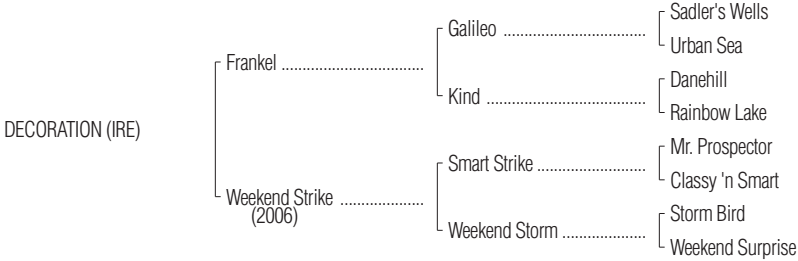 Sadler's Wells
Galileo ....................................
Urban Sea
Frankel ....................................
Danehill
Kind ........................................
Rainbow Lake
DECORATION (IRE)
Mr. Prospector
Smart Strike ...........................
Classy 'n Smart
Weekend Strike .....................
(2006)
Storm Bird
Weekend Storm .....................
Weekend Surprise